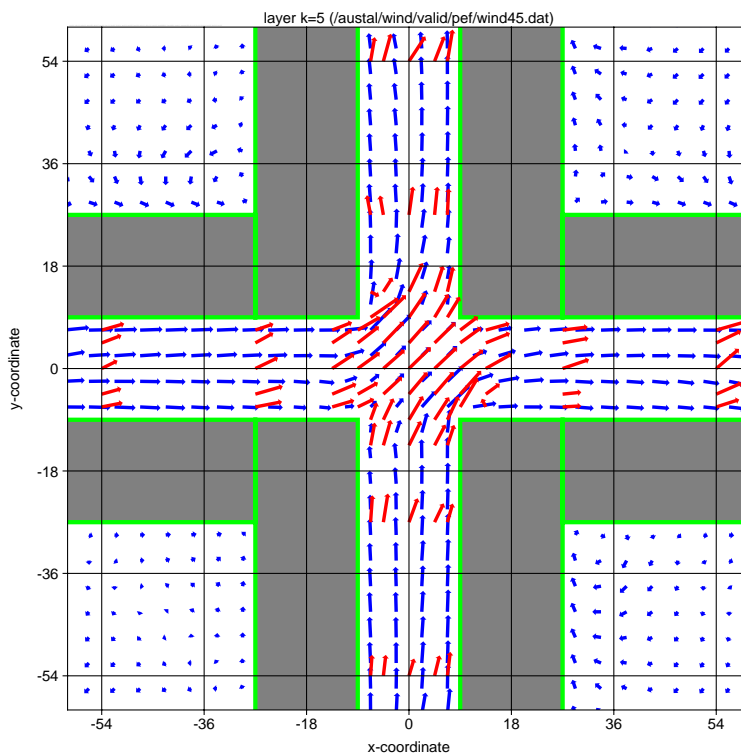 layer k=5 (/austal/wind/valid/pef/wind45.dat)
54
36
18
0
-18
-36
-54
y-coordinate
-54 -36 -18 0 18 36 54
x-coordinate